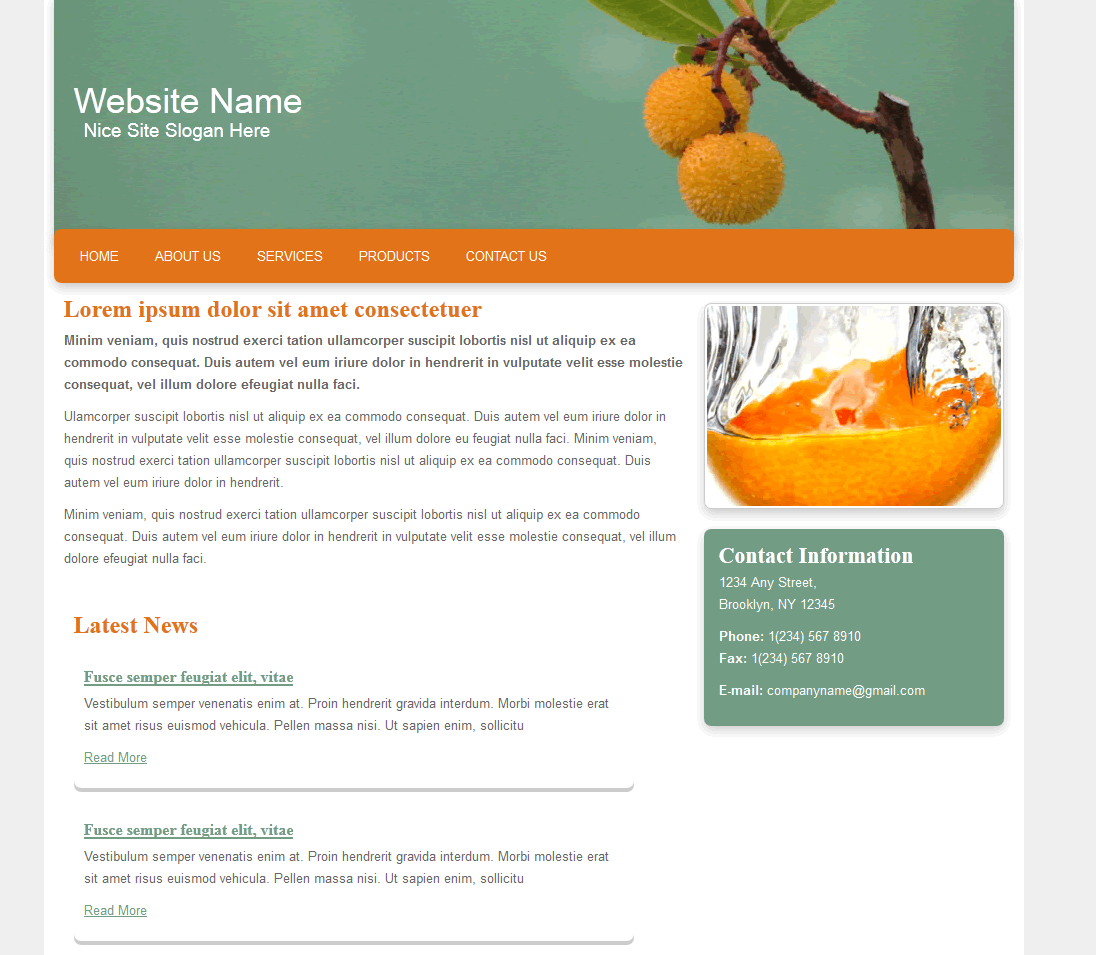 Website Name
Nice Site Slogan Here
HOME ABOUT US SERVICES PRODUCTS CONTACT US
Lorem ipsum dolor sit amet consectetuer
Minim veniam, quis nostrud exerci tation ullamcorper suscipit lobortis nisl ut aliquip ex ea
commodo consequat. Duis autem vel eum iriure dolor in hendrerit in vulputate velit esse molestie
consequat, vel illum dolore efeugiat nulla faci.
Ulamcorper suscipit lobortis nisl ut aliquip ex ea commodo consequat. Duis autem vel eum iriure dolor in
hendrerit in vulputate velit esse molestie consequat, vel illum dolore eu feugiat nulla faci. Minim veniam,
quis nostrud exerci tation ullamcorper suscipit lobortis nisl ut aliquip ex ea commodo consequat. Duis
autem vel eum iriure dolor in hendrerit.
Minim veniam, quis nostrud exerci tation ullamcorper suscipit lobortis nisl ut aliquip ex ea commodo
consequat. Duis autem vel eum iriure dolor in hendrerit in vulputate velit esse molestie consequat, vel illum
dolore efeugiat nulla faci.
Latest News
Fusce semper feugiat elit, vitae
Vestibulum semper venenatis enim at. Proin hendrerit gravida interdum. Morbi molestie erat
sit amet risus euismod vehicula. Pellen massa nisi. Ut sapien enim, sollicitu
Read More
Fusce semper feugiat elit, vitae
Vestibulum semper venenatis enim at. Proin hendrerit gravida interdum. Morbi molestie erat
sit amet risus euismod vehicula. Pellen massa nisi. Ut sapien enim, sollicitu
Read More
Contact Information
1234 Any Street,
Brooklyn, NY 12345
Phone: 1(234) 567 8910
Fax: 1(234) 567 8910
E-mail: companyname@gmail.com